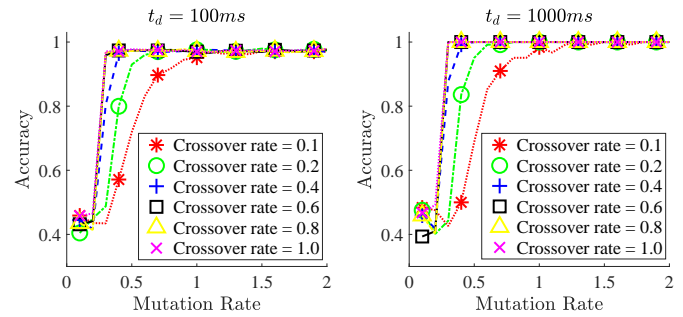 t_d = 100ms
1
0.8
0.6
0.4
Accuracy
Crossover rate = 0.1
Crossover rate = 0.2
Crossover rate = 0.4
Crossover rate = 0.6
Crossover rate = 0.8
Crossover rate = 1.0
0 0.5 1 1.5 2
Mutation Rate
t_d = 1000ms
1
0.8
0.6
0.4
Accuracy
Crossover rate = 0.1
Crossover rate = 0.2
Crossover rate = 0.4
Crossover rate = 0.6
Crossover rate = 0.8
Crossover rate = 1.0
0 0.5 1 1.5 2
Mutation Rate